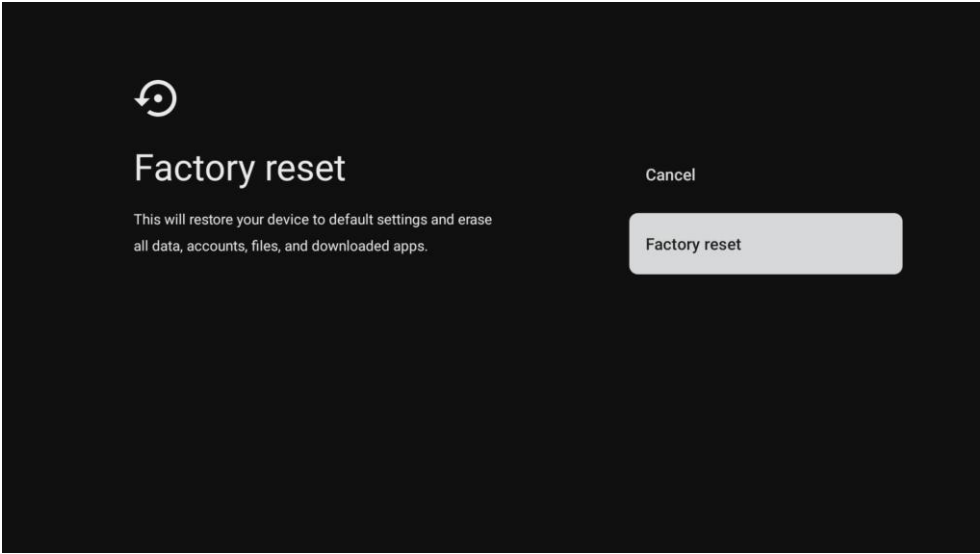 Factory reset
This will restore your device to default settings and erase
all data, accounts, files, and downloaded apps.
Cancel
Factory reset